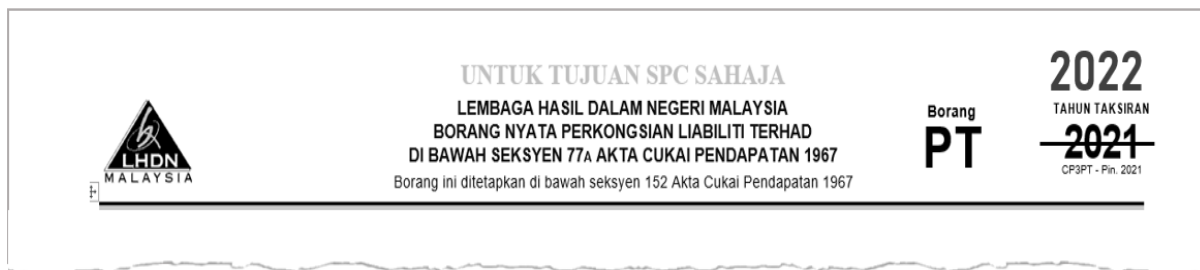 UNTUK TUJUAN SPC SAHAJA
LEMBAGA HASIL DALAM NEGERI MALAYSIA
BORANG NYATA PERKONGSIAN LIABILITI TERHAD
DI BAWAH SEKSYEN 77A AKTA CUKAI PENDAPATAN 1967
Borang ini ditetapkan di bawah seksyen 152 Akta Cukai Pendapatan 1967
LHDN
MALAYSIA
Borang
PT
2022
TAHUN TAKSIRAN
2021
CP3PT - Pin. 2021